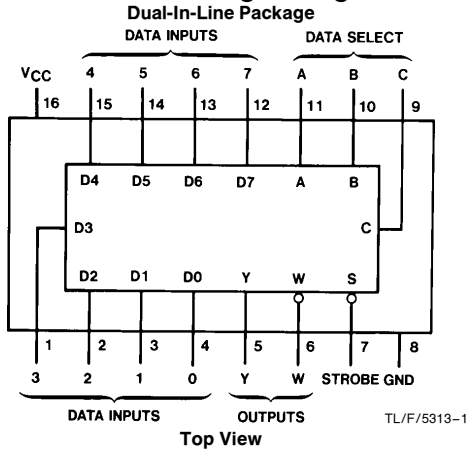 Dual-In-Line Package
DATA INPUTS DATA SELECT
VCC 4 5 6 7 A B C
16 15 14 13 12 11 10 9
D4 D5 D6 D7 A B
D3 C
D2 D1 D0 Y W S
1 2 3 4 5 6 7 8
3 2 1 0 Y W STROBE GND
DATA INPUTS OUTPUTS TL/F/5313–1
Top View